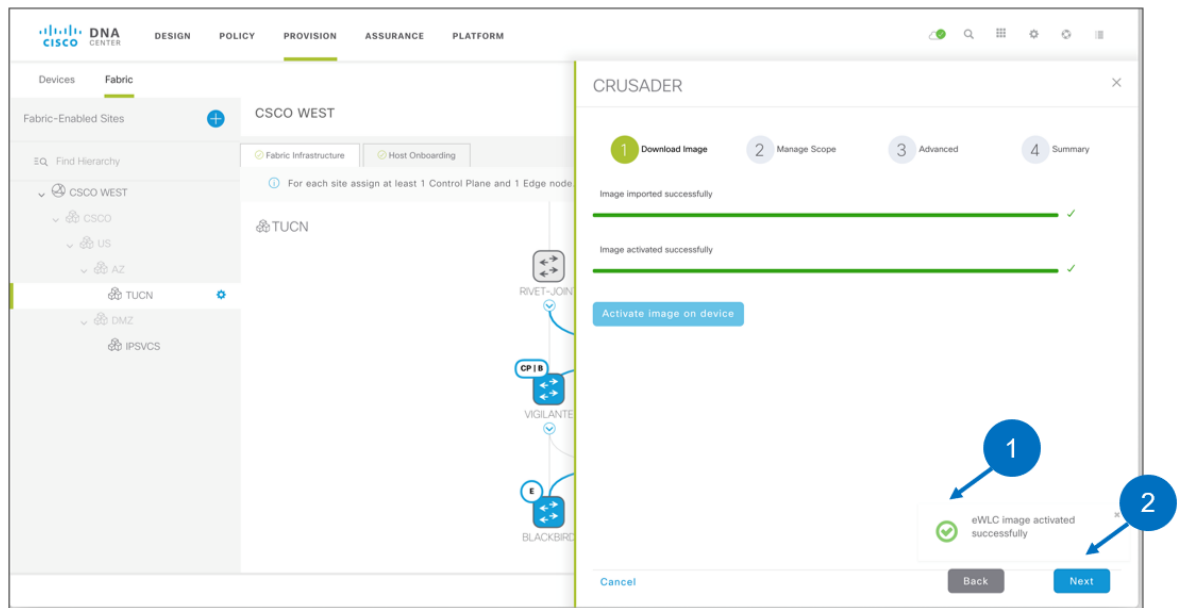 CISCO DNA CENTER
DESIGN POLICY PROVISION ASSURANCE PLATFORM
Devices Fabric
Fabric-Enabled Sites
Find Hierarchy
CSCO WEST
CSCO
US
AZ
TUCN
DMZ
IPSVCS
CSCO WEST
Fabric Infrastructure Host Onboarding
For each site assign at least 1 Control Plane and 1 Edge node.
TUCN
RIVET-JOIN
CP | B
VIGILANTE
E
BLACKBIRD
CRUSADER
1 Download Image 2 Manage Scope 3 Advanced 4 Summary
Image imported successfully
Image activated successfully
Activate image on device
1
2
eWLC image activated
successfully
Cancel Back Next